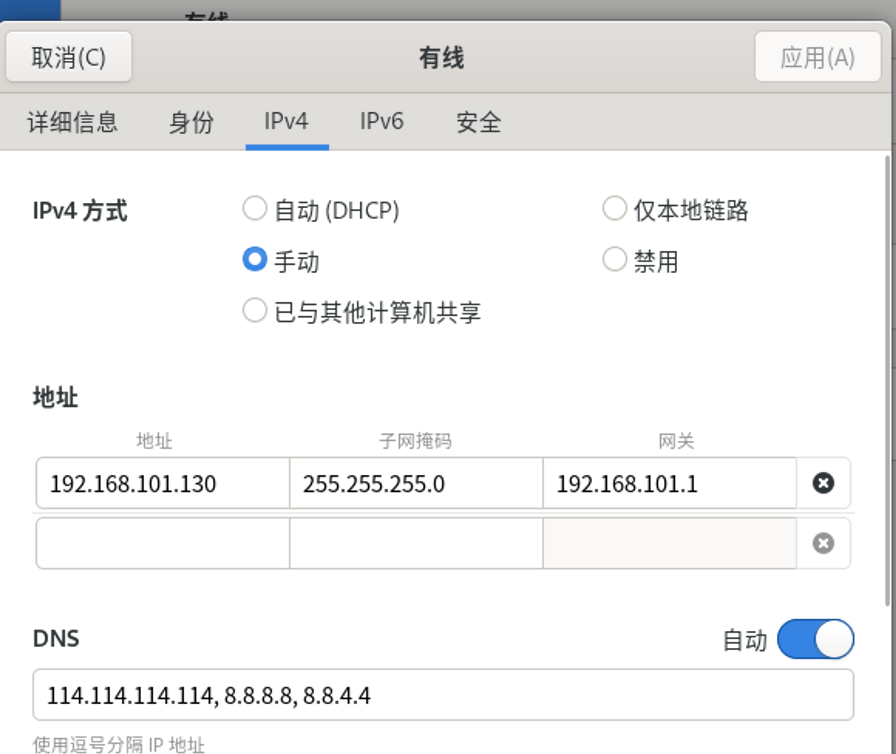 有线
取消(C) 有线 应用(A)
详细信息 身份 IPv4 IPv6 安全
IPv4 方式 自动 (DHCP) 仅本地链路
手动 禁用
已与其他计算机共享
地址
地址 子网掩码 网关
192.168.101.130 255.255.255.0 192.168.101.1
DNS 自动
114.114.114.114, 8.8.8.8, 8.8.4.4
使用逗号分隔 IP 地址